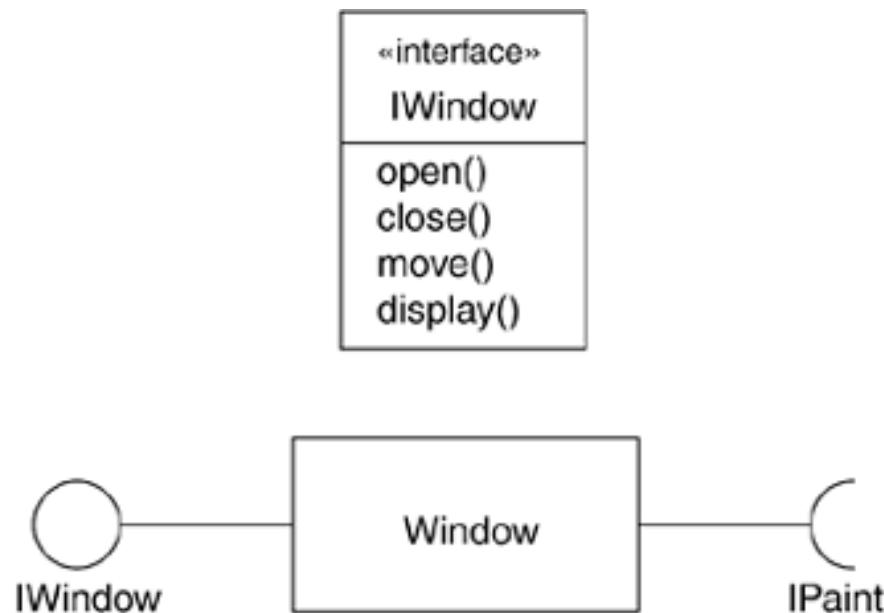 «interface»
IWindow
open()
close()
move()
display()
Window
IWindow
IPaint